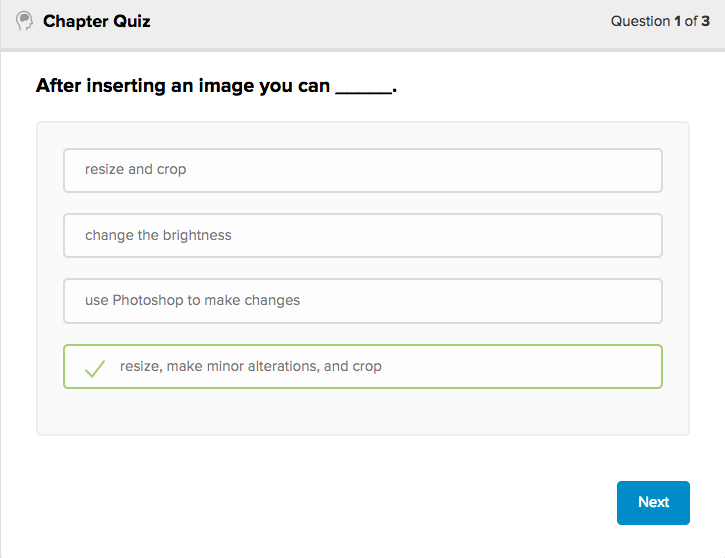 Chapter Quiz
Question 1 of 3
After inserting an image you can ______.
resize and crop
change the brightness
use Photoshop to make changes
resize, make minor alterations, and crop
Next